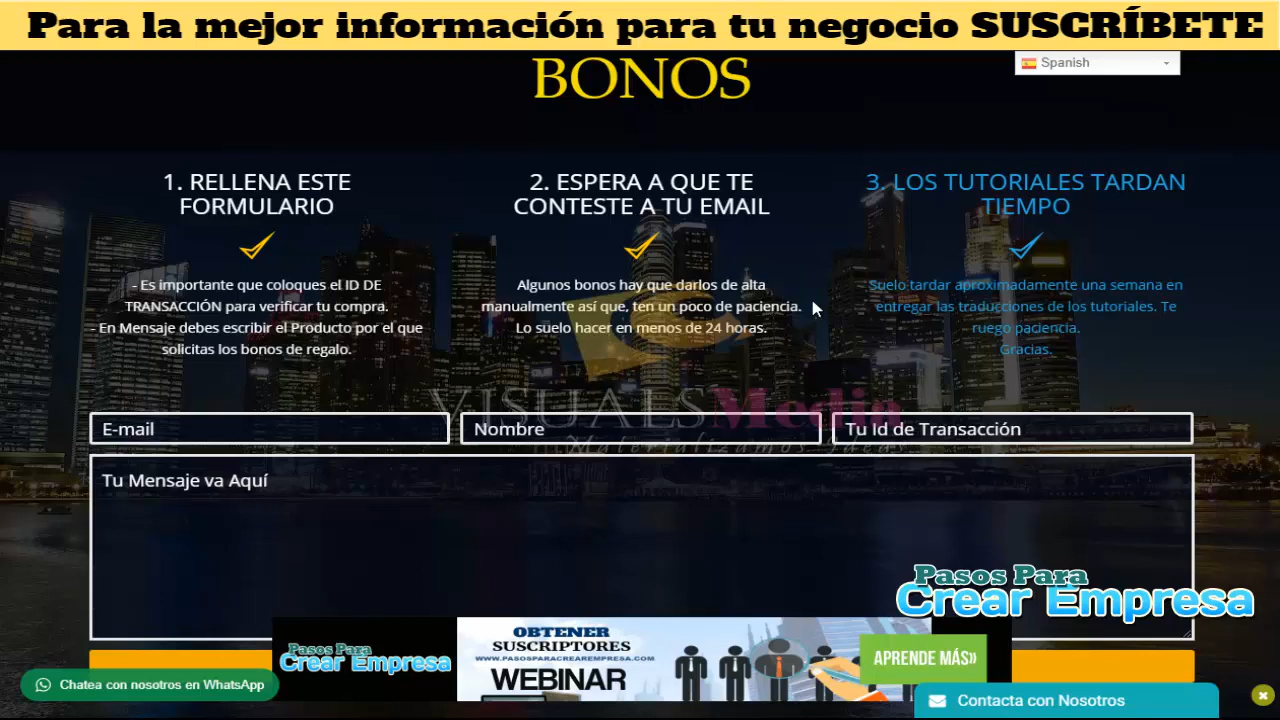 Para la mejor información para tu negocio SUSCRÍBETE
Spanish
BONOS
1. RELLENA ESTE
FORMULARIO
- Es importante que coloques el ID DE
TRANSACCIÓN para verificar tu compra.
- En Mensaje debes escribir el Producto por el que
solicitas los bonos de regalo.
2. ESPERA A QUE TE
CONTESTE A TU EMAIL
Algunos bonos hay que darlos de alta
manualmente así que, ten un poco de paciencia.
Lo suelo hacer en menos de 24 horas.
3. LOS TUTORIALES TARDAN
TIEMPO
Suelo tardar aproximadamente una semana en
entregar las traducciones de los tutoriales. Te
ruego paciencia.
Gracias.
VISUALSMedia
Materializamos Ideas
E-mail
Nombre
Tu Id de Transacción
Tu Mensaje va Aquí
Pasos Para
Crear Empresa
Pasos Para
Crear Empresa
OBTENER
SUSCRIPTORES
WWW.PASOSPARACREAREMPRESA.COM
WEBINAR
APRENDE MÁS»
Chatea con nosotros en WhatsApp
Contacta con Nosotros